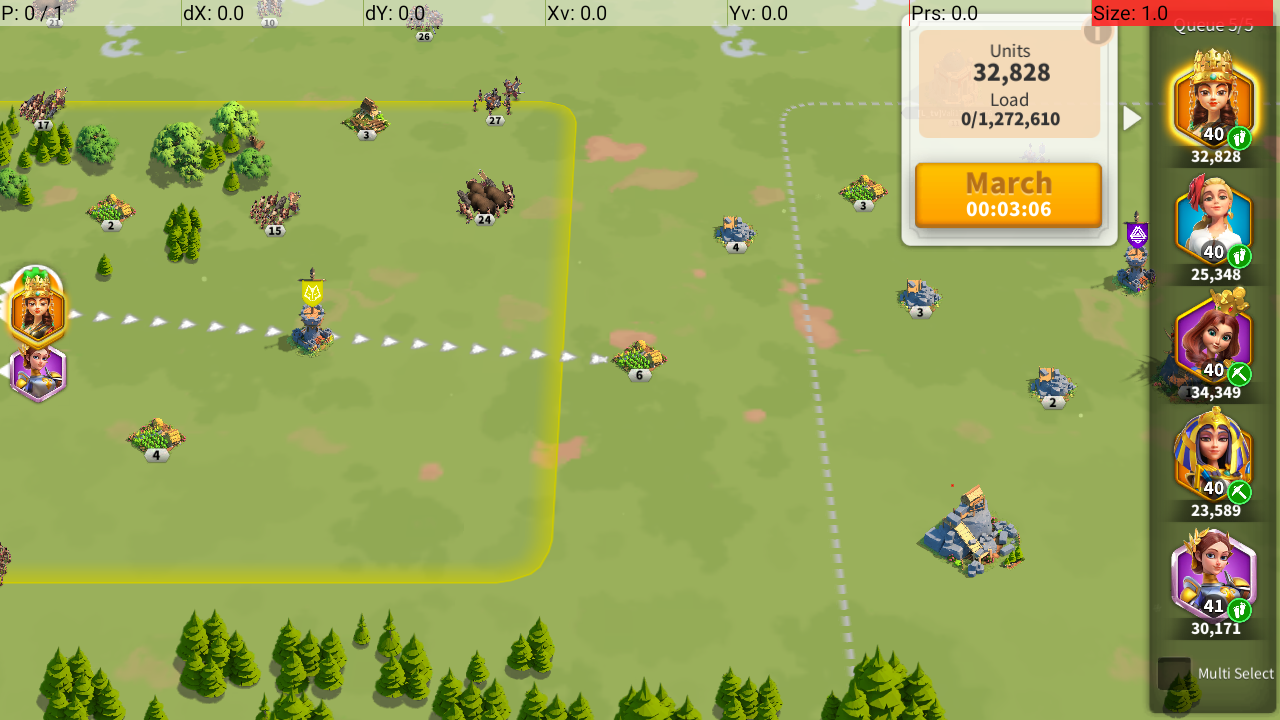 P: 0 / 1
dX: 0.0
dY: 0.0
Xv: 0.0
Yv: 0.0
Prs: 0.0
Size: 1.0
21
10
26
Queue 5/5
Units
32,828
Load
0/1,272,610
March
00:03:06
40
32,828
40
25,348
40
34,349
40
23,589
41
30,171
Multi Select
17
3
27
2
15
24
4
3
3
6
2
4